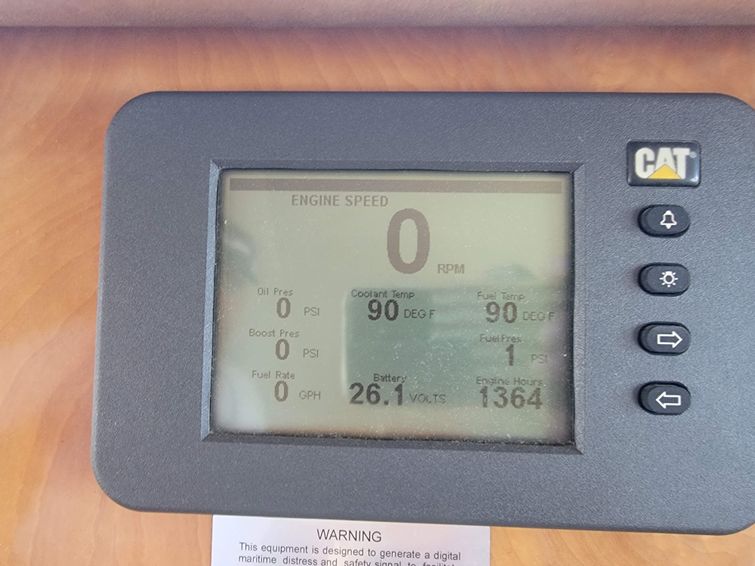 CAT
ENGINE SPEED
0 RPM
Oil Pres
0 PSI
Coolant Temp
90 DEG F
Fuel Temp
90 DEG F
Boost Pres
0 PSI
Fuel Pres
1 PSI
Fuel Rate
0 GPH
Battery
26.1 VOLTS
Engine Hours
1364
WARNING
This equipment is designed to generate a digital
maritime distress and safety signal to